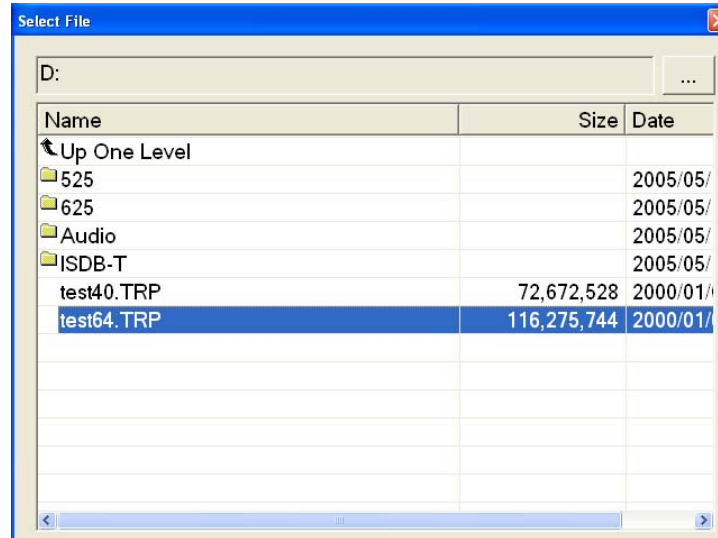 Select File
D:
...
Name Size Date
Up One Level
525 2005/05/
625 2005/05/
Audio 2005/05/
ISDB-T 2005/05/
test40.TRP 72,672,528 2000/01/
test64.TRP 116,275,744 2000/01/